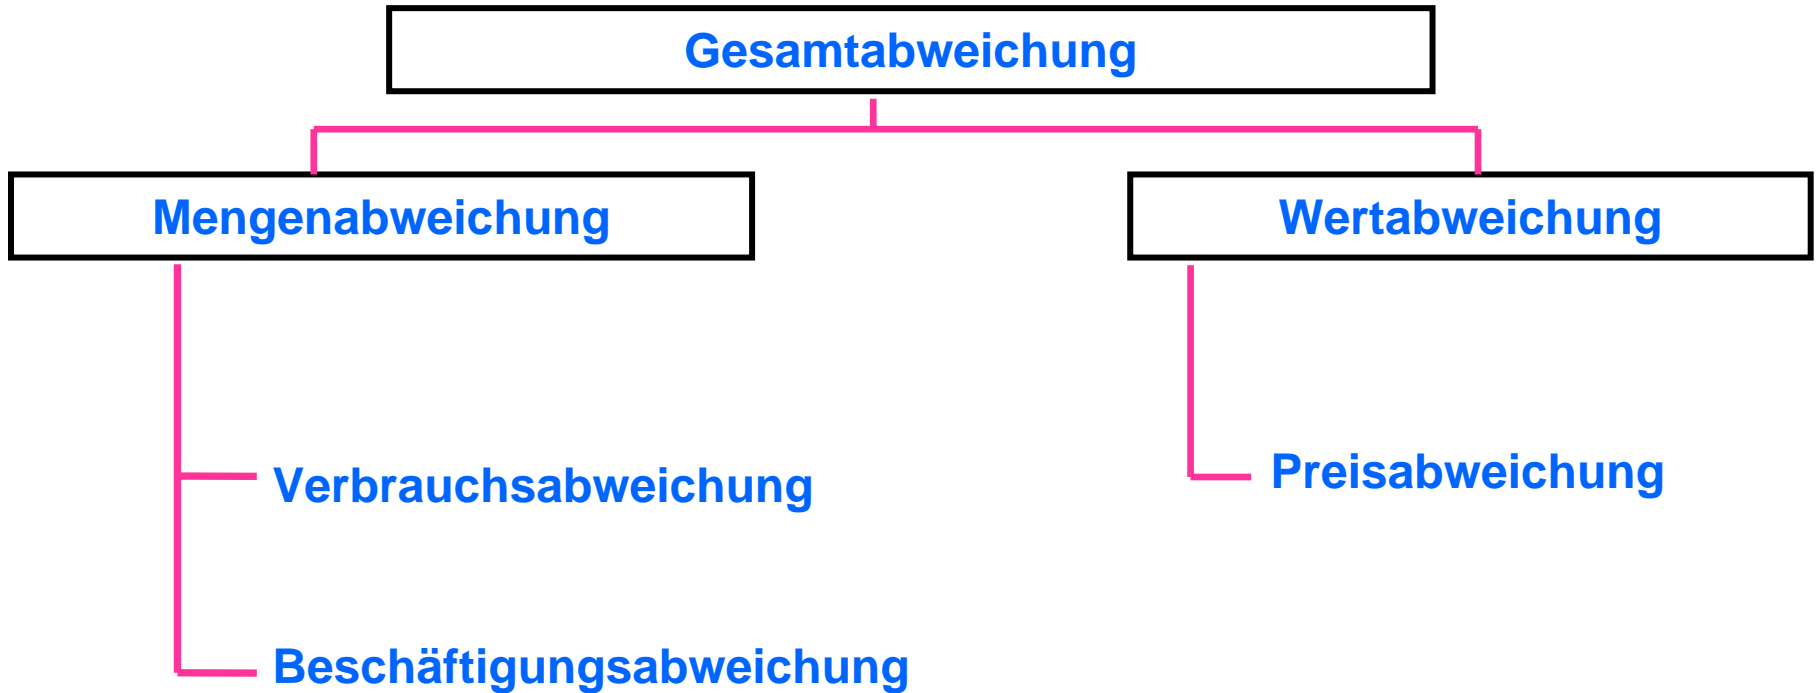 Gesamtabweichung
Mengenabweichung
Wertabweichung
Verbrauchsabweichung
Preisabweichung
Beschäftigungsabweichung